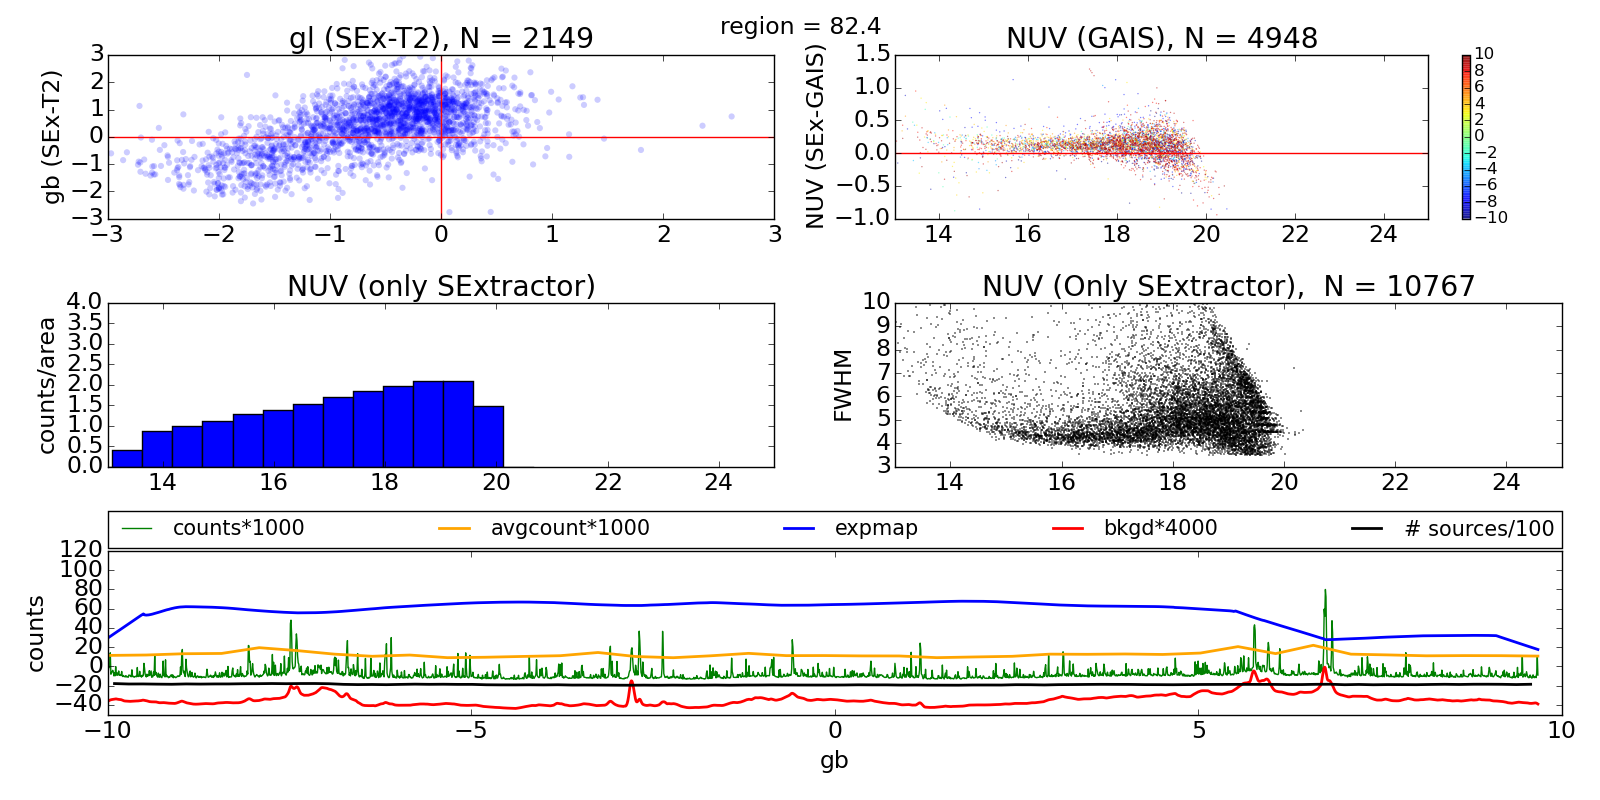 region = 82.4
gl (SEx-T2), N = 2149
gb (SEx-T2)
3
2
1
0
−1
−2
−3
−3 −2 −1 0 1 2 3
NUV (GAIS), N = 4948
NUV (SEx-GAIS)
1.5
1.0
0.5
0.0
−0.5
−1.0
14 16 18 20 22 24
10
8
6
4
2
0
−2
−4
−6
−8
−10
NUV (only SExtractor)
counts/area
4.0
3.5
3.0
2.5
2.0
1.5
1.0
0.5
0.0
14 16 18 20 22 24
NUV (Only SExtractor), N = 10767
FWHM
10
9
8
7
6
5
4
3
14 16 18 20 22 24
counts*1000 avgcount*1000 expmap bkgd*4000 # sources/100
counts
120
100
80
60
40
20
0
−20
−40
−10 −5 0 5 10
gb